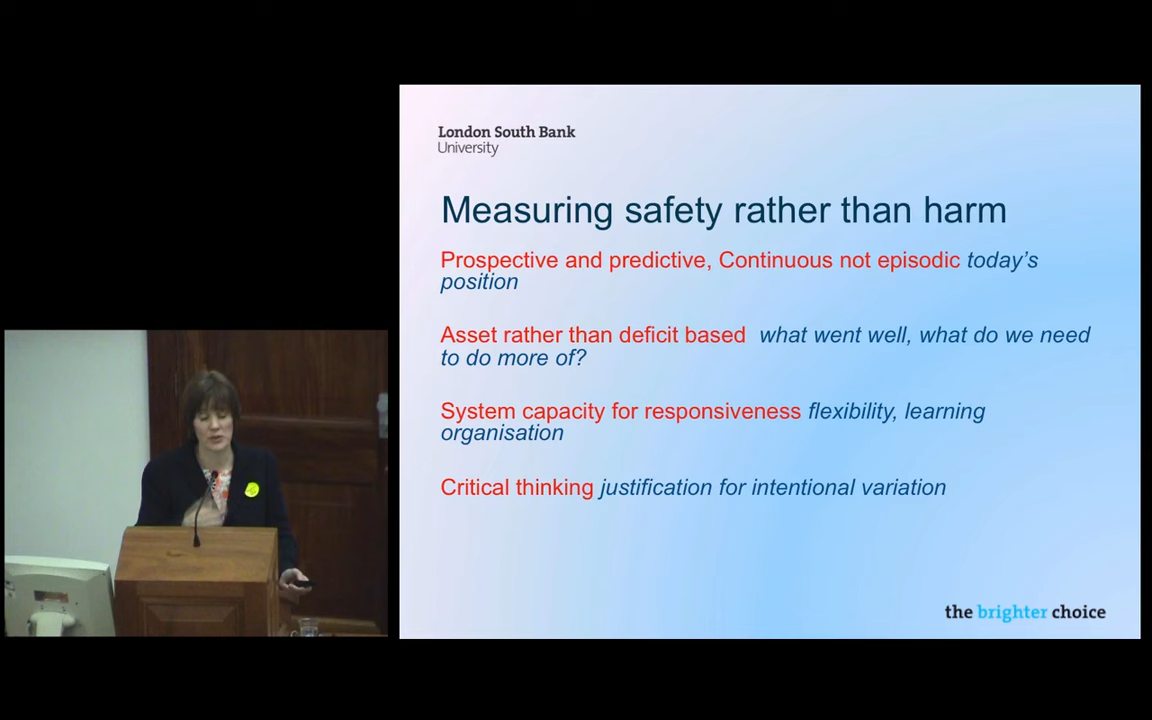 London South Bank
University
Measuring safety rather than harm
Prospective and predictive, Continuous not episodic today's
position
Asset rather than deficit based what went well, what do we need
to do more of?
System capacity for responsiveness flexibility, learning
organisation
Critical thinking justification for intentional variation
the brighter choice